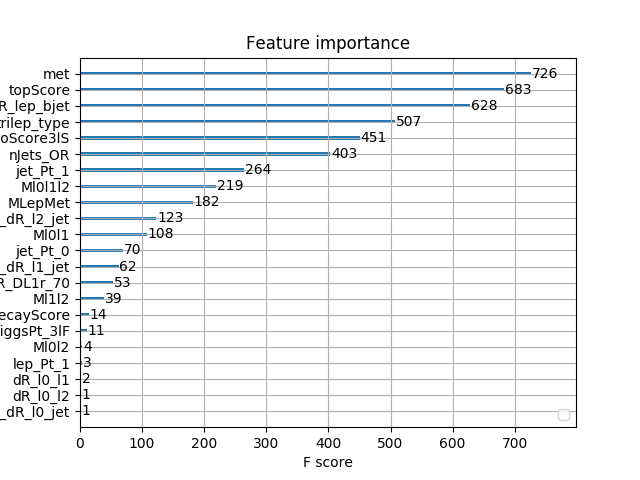 Feature importance
met 726
topScore 683
R_lep_bjet 628
rilep_type 507
oScore3lS 451
nJets_OR 403
jet_Pt_1 264
Ml0l1l2 219
MLepMet 182
_dR_l2_jet 123
Ml0l1 108
jet_Pt_0 70
_dR_l1_jet 62
R_DL1r_70 53
Ml1l2 39
ecayScore 14
iggsPt_3lF 11
Ml0l2 4
lep_Pt_1 3
dR_l0_l1 2
dR_l0_l2 1
_dR_l0_jet 1
0 100 200 300 400 500 600 700
F score